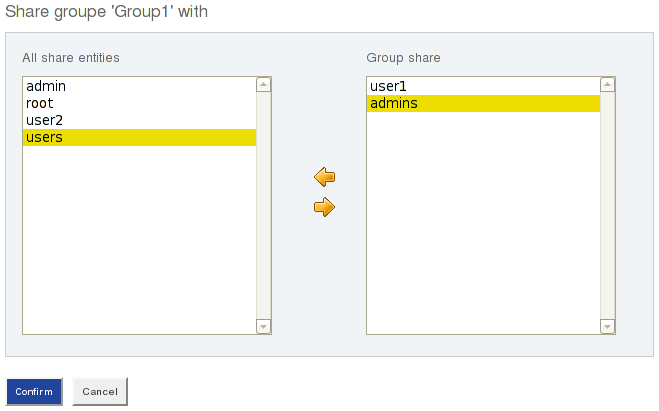 Share groupe 'Group1' with
All share entities
admin
root
user2
users
Group share
user1
admins
Confirm
Cancel